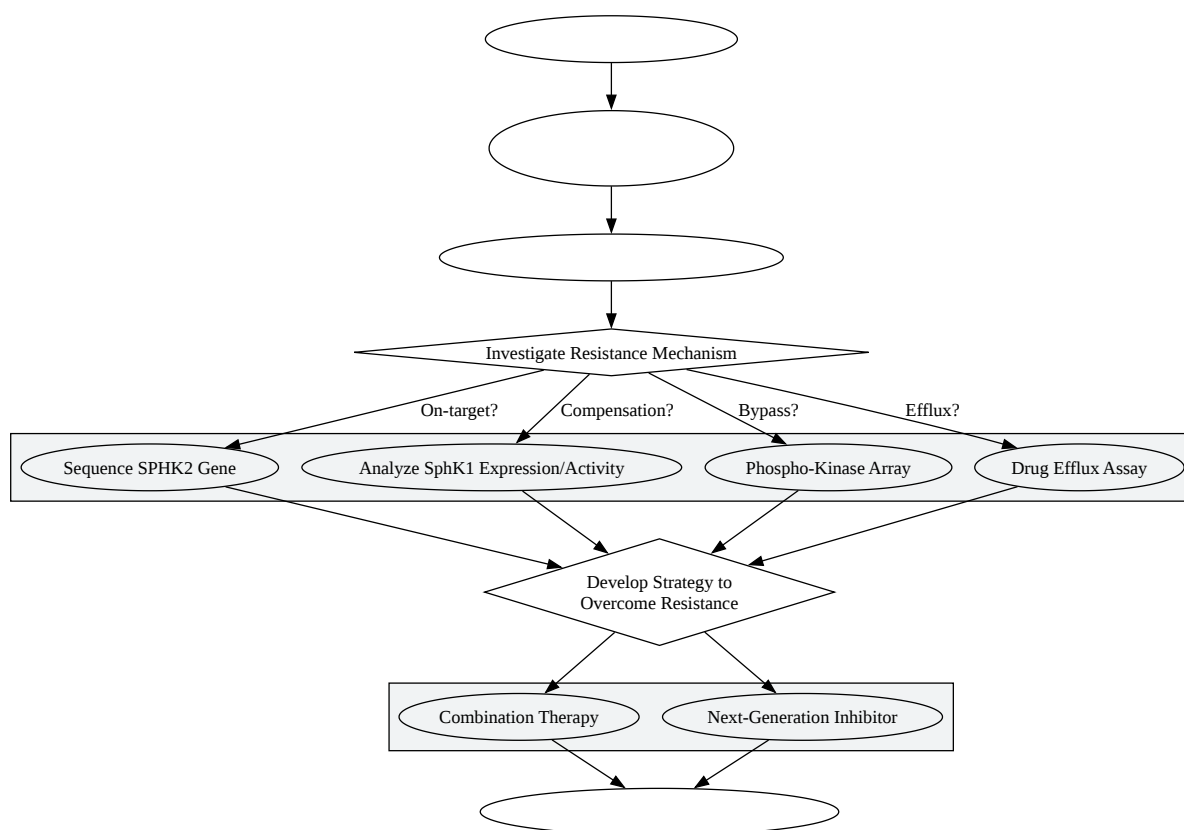 Investigate Resistance Mechanism
On-target?
Compensation?
Bypass?
Efflux?
Sequence SPHK2 Gene
Analyze SphK1 Expression/Activity
Phospho-Kinase Array
Drug Efflux Assay
Develop Strategy to
Overcome Resistance
Combination Therapy
Next-Generation Inhibitor